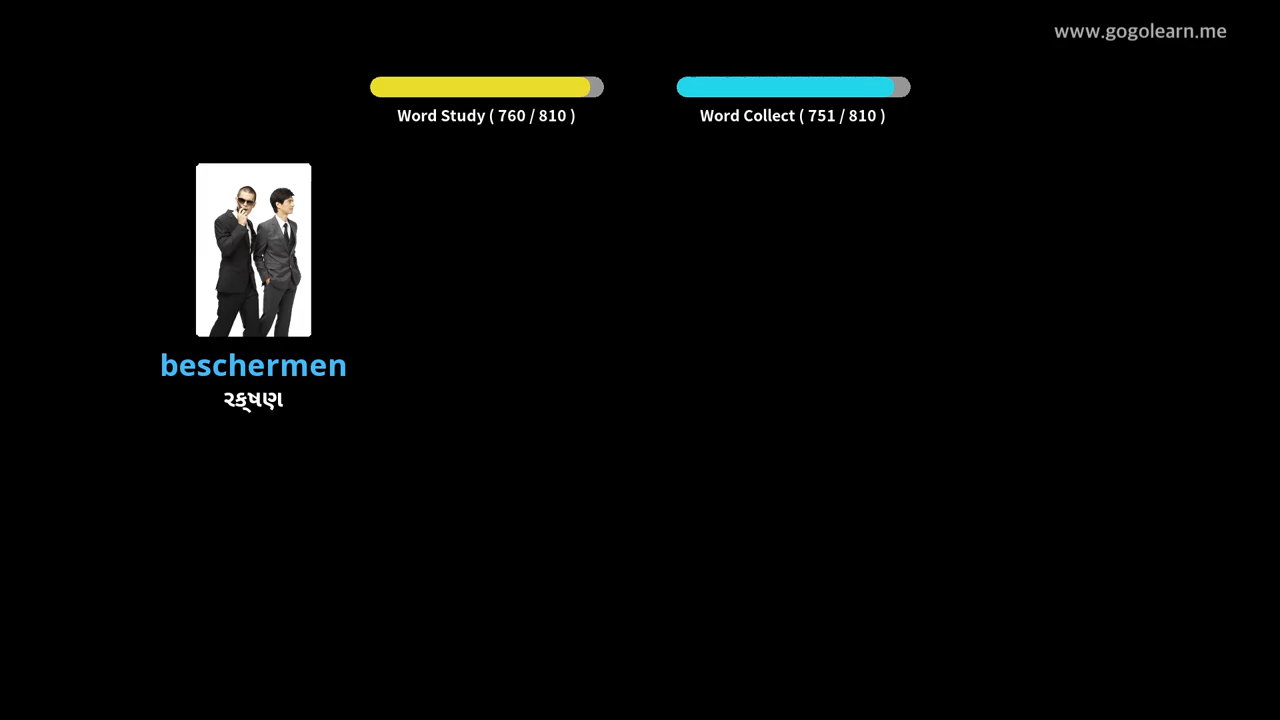 www.gogolearn.me
Word Study ( 760 / 810 )
Word Collect ( 751 / 810 )
beschermen
રક્ષણ